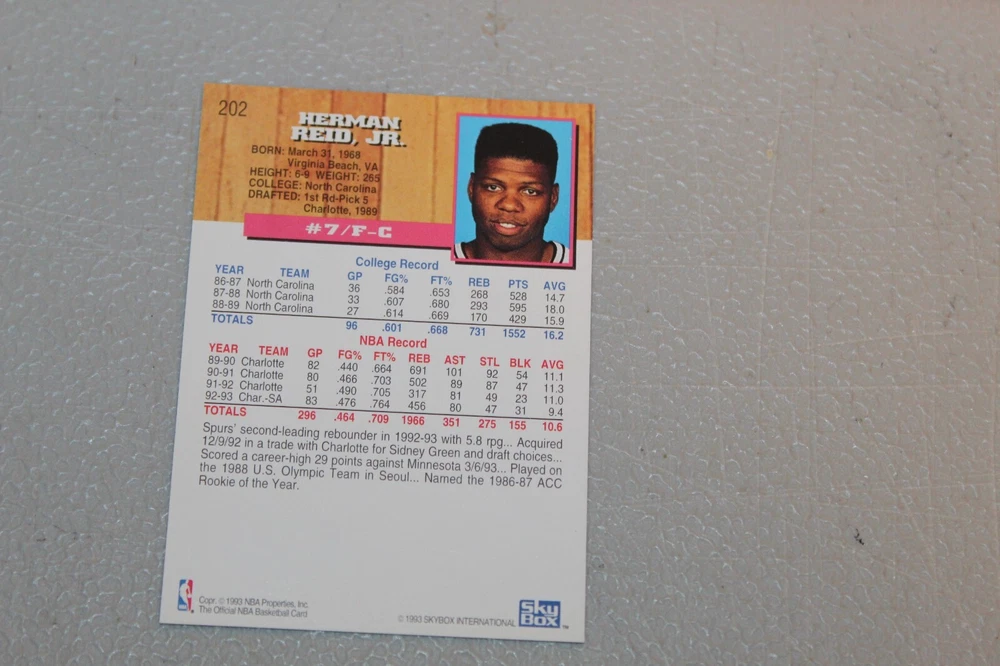 202
HERMAN
REID, JR.
BORN: March 31, 1968
Virginia Beach, VA
HEIGHT: 6-9 WEIGHT: 265
COLLEGE: North Carolina
DRAFTED: 1st Rd-Pick 5
Charlotte, 1989
#7/F-C
College Record
YEAR TEAM GP FG% FT% REB PTS AVG
86-87 North Carolina 36 .584 .653 268 528 14.7
87-88 North Carolina 33 .607 .680 293 595 18.0
88-89 North Carolina 27 .614 .669 170 429 15.9
TOTALS 96 .601 .668 731 1552 16.2
NBA Record
YEAR TEAM GP FG% FT% REB AST STL BLK AVG
89-90 Charlotte 82 .440 .664 691 101 92 54 11.1
90-91 Charlotte 80 .466 .703 502 89 87 47 11.3
91-92 Charlotte 51 .490 .705 317 81 49 23 11.0
92-93 Char.-SA 83 .476 .764 456 80 47 31 9.4
TOTALS 296 .464 .709 1966 351 275 155 10.6
Spurs' second-leading rebounder in 1992-93 with 5.8 rpg... Acquired
12/9/92 in a trade with Charlotte for Sidney Green and draft choices...
Scored a career-high 29 points against Minnesota 3/6/93... Played on
the 1988 U.S. Olympic Team in Seoul... Named the 1986-87 ACC
Rookie of the Year.
Copr. © 1993 NBA Properties, Inc.
The Official NBA Basketball Card
© 1993 SKYBOX INTERNATIONAL
Sky
Box™